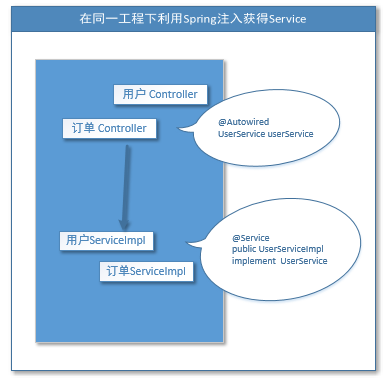 在同一工程下利用Spring注入获得Service
用户 Controller
订单 Controller
@Autowired
UserService userService
用户ServiceImpl
订单ServiceImpl
@Service
public UserServiceImpl
implement  UserService